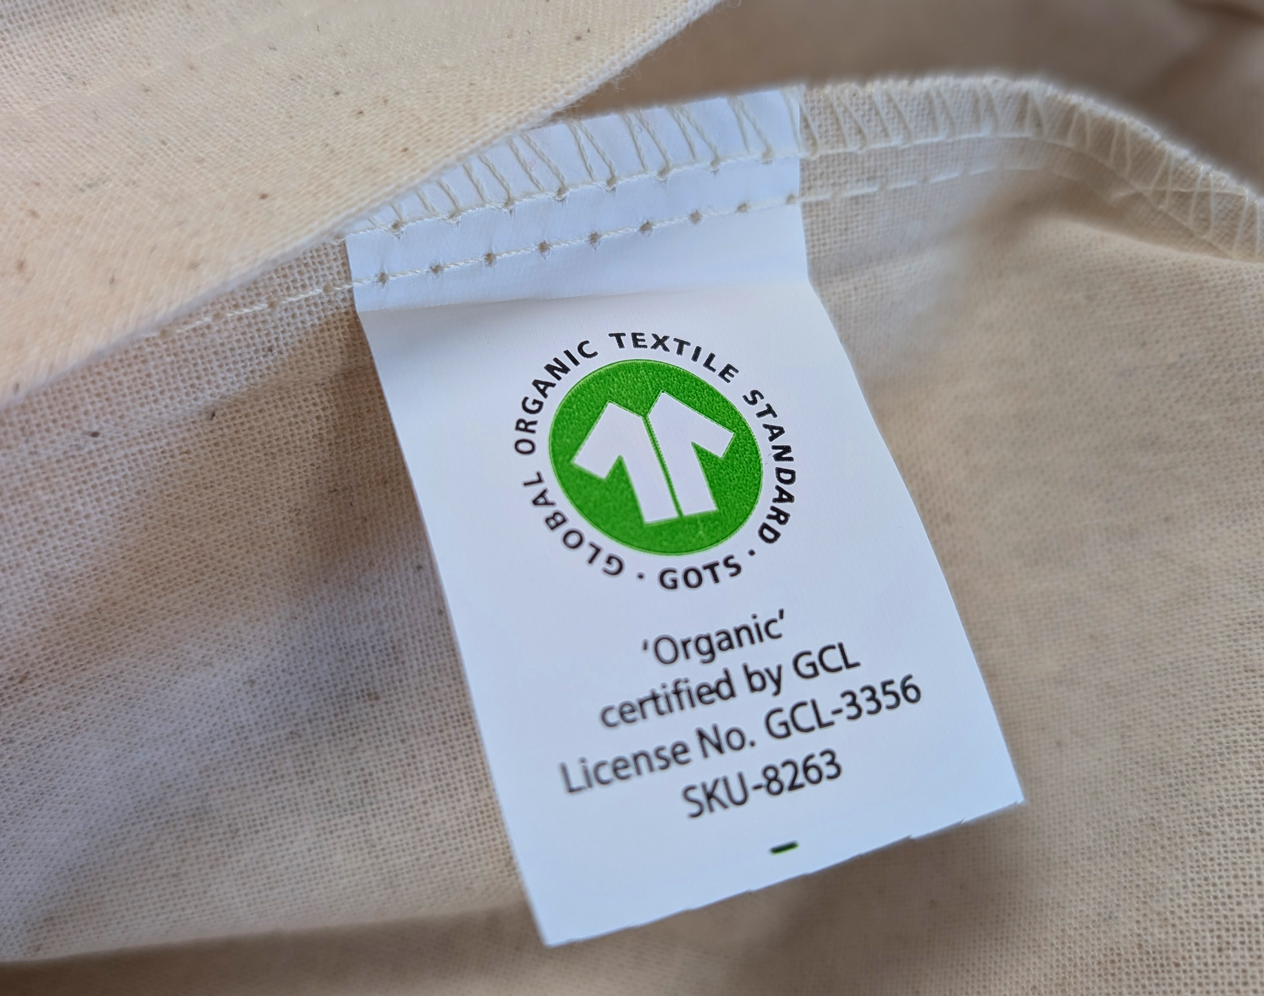 GLOBAL ORGANIC TEXTILE STANDARD · GOTS ·
‘Organic’
certified by GCL
License No. GCL-3356
SKU-8263